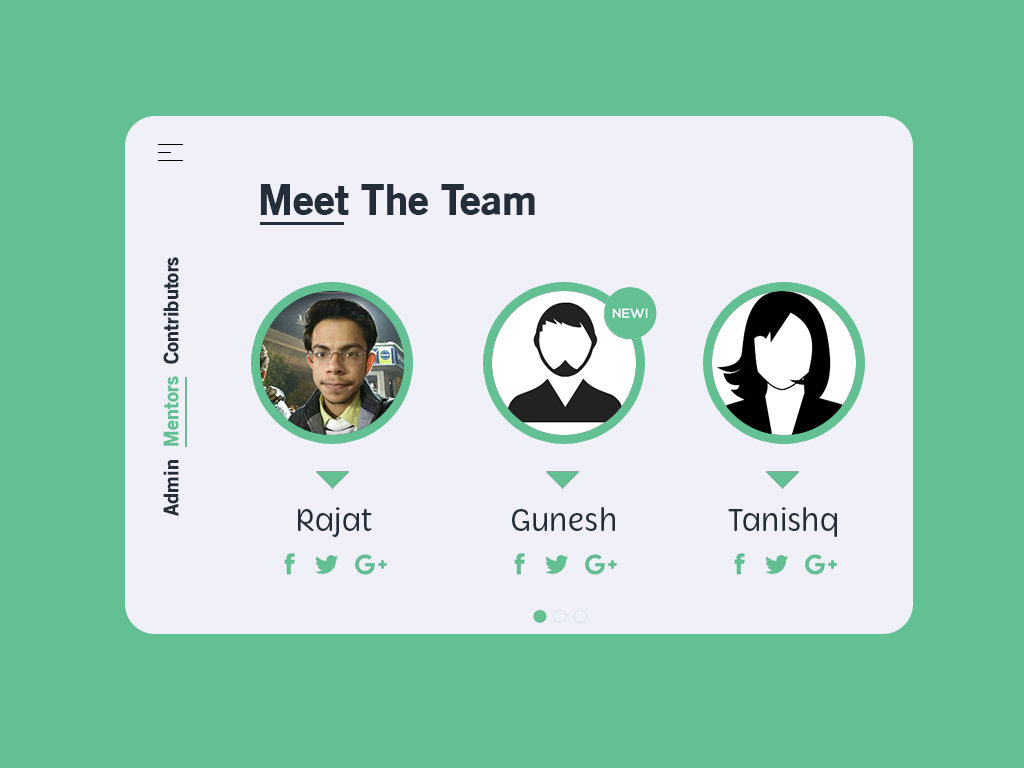 Meet The Team
Contributors
Mentors
Admin
NEW!
Rajat
Gunesh
Tanishq
f
G+
f
G+
f
G+